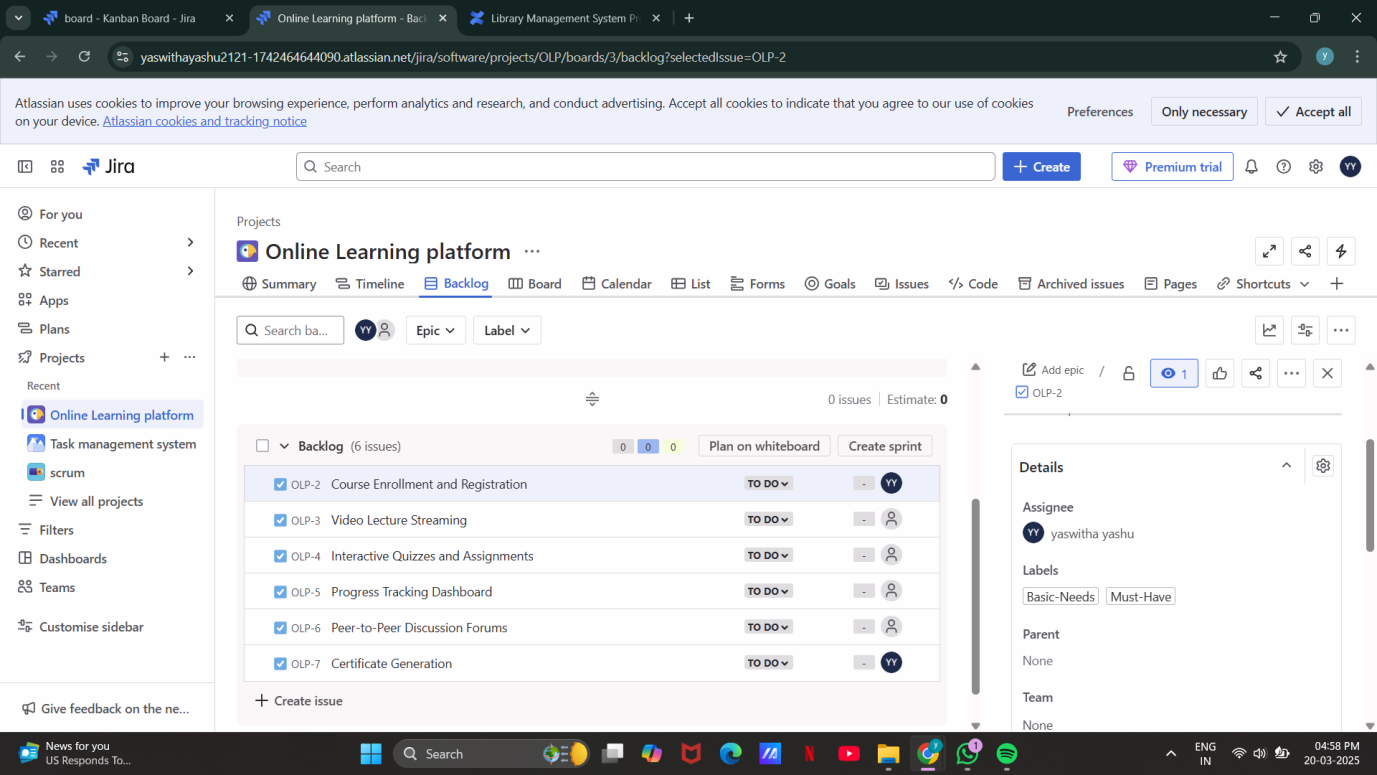 board - Kanban Board - Jira
Online Learning platform - Bac
Library Management System Pr
yaswithayashu2121-1742464644090.atlassian.net/jira/software/projects/OLP/boards/3/backlog?selectedIssue=OLP-2
Y
Atlassian uses cookies to improve your browsing experience, perform analytics and research, and conduct advertising. Accept all cookies to indicate that you agree to our use of cookies
on your device. Atlassian cookies and tracking notice
Preferences
Only necessary
Accept all
Jira
Search
Create
Premium trial
YY
For you
Recent
Starred
Apps
Plans
Projects
Recent
Online Learning platform
Task management system
scrum
View all projects
Filters
Dashboards
Teams
Customise sidebar
Give feedback on the ne...
Projects
Online Learning platform
Summary
Timeline
Backlog
Board
Calendar
List
Forms
Goals
Issues
Code
Archived issues
Pages
Shortcuts
Search ba...
YY
Epic
Label
0 issues
Estimate: 0
Backlog (6 issues)
0 0 0
Plan on whiteboard
Create sprint
OLP-2 Course Enrollment and Registration TO DO - YY
OLP-3 Video Lecture Streaming TO DO -
OLP-4 Interactive Quizzes and Assignments TO DO -
OLP-5 Progress Tracking Dashboard TO DO -
OLP-6 Peer-to-Peer Discussion Forums TO DO -
OLP-7 Certificate Generation TO DO - YY
Create issue
Add epic /
OLP-2
1
Details
Assignee
YY yaswitha yashu
Labels
Basic-Needs Must-Have
Parent
None
Team
None
News for you
US Responds To...
Search
1
ENG
IN
04:58 PM
20-03-2025